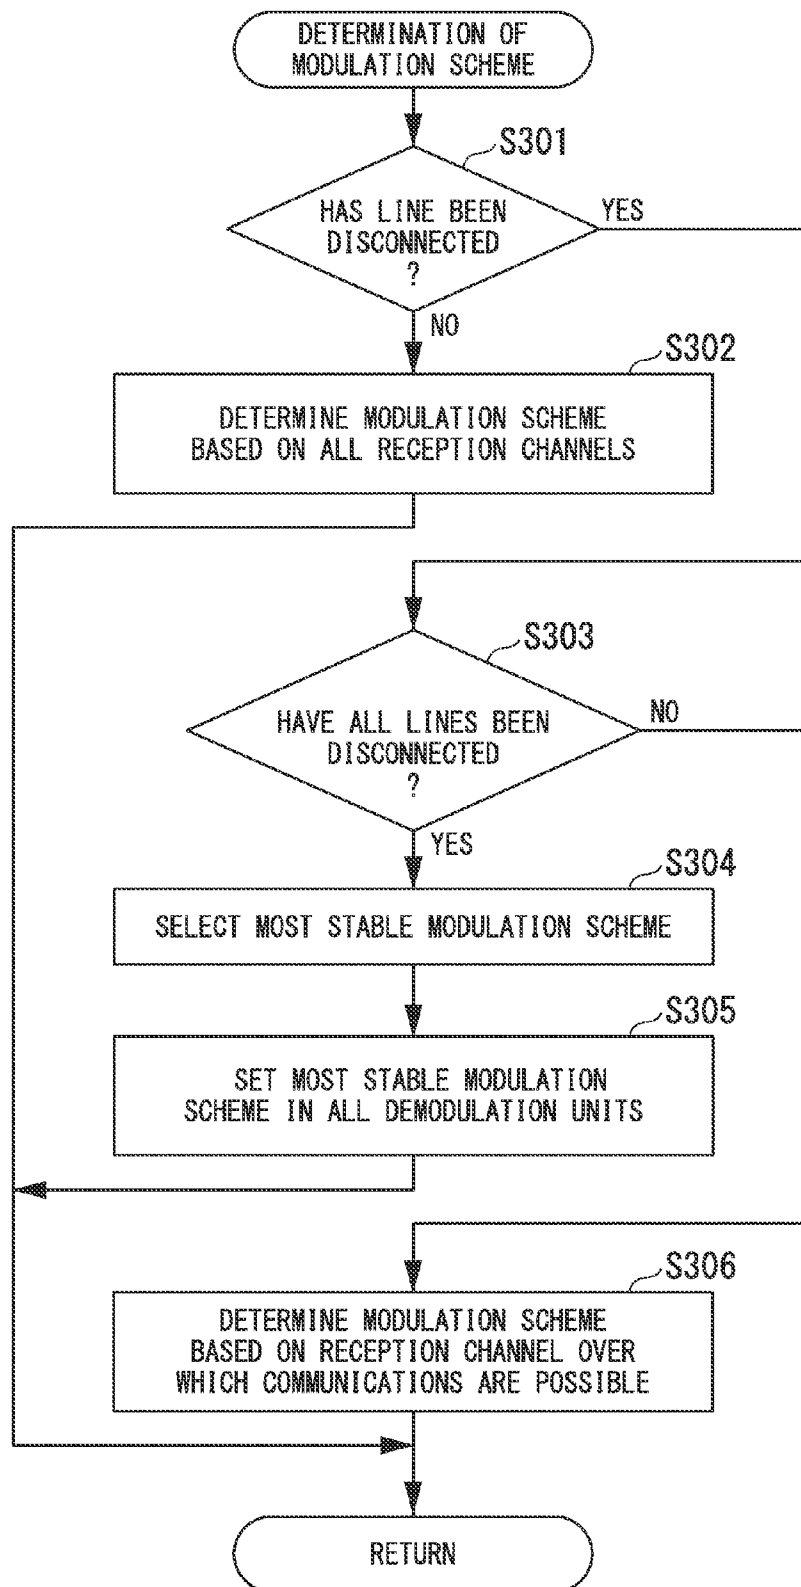 DETERMINATION OF
MODULATION SCHEME
S301
HAS LINE BEEN
DISCONNECTED
?
YES
NO
S302
DETERMINE MODULATION SCHEME
BASED ON ALL RECEPTION CHANNELS
S303
HAVE ALL LINES BEEN
DISCONNECTED
?
NO
YES
S304
SELECT MOST STABLE MODULATION SCHEME
S305
SET MOST STABLE MODULATION
SCHEME IN ALL DEMODULATION UNITS
S306
DETERMINE MODULATION SCHEME
BASED ON RECEPTION CHANNEL OVER
WHICH COMMUNICATIONS ARE POSSIBLE
RETURN